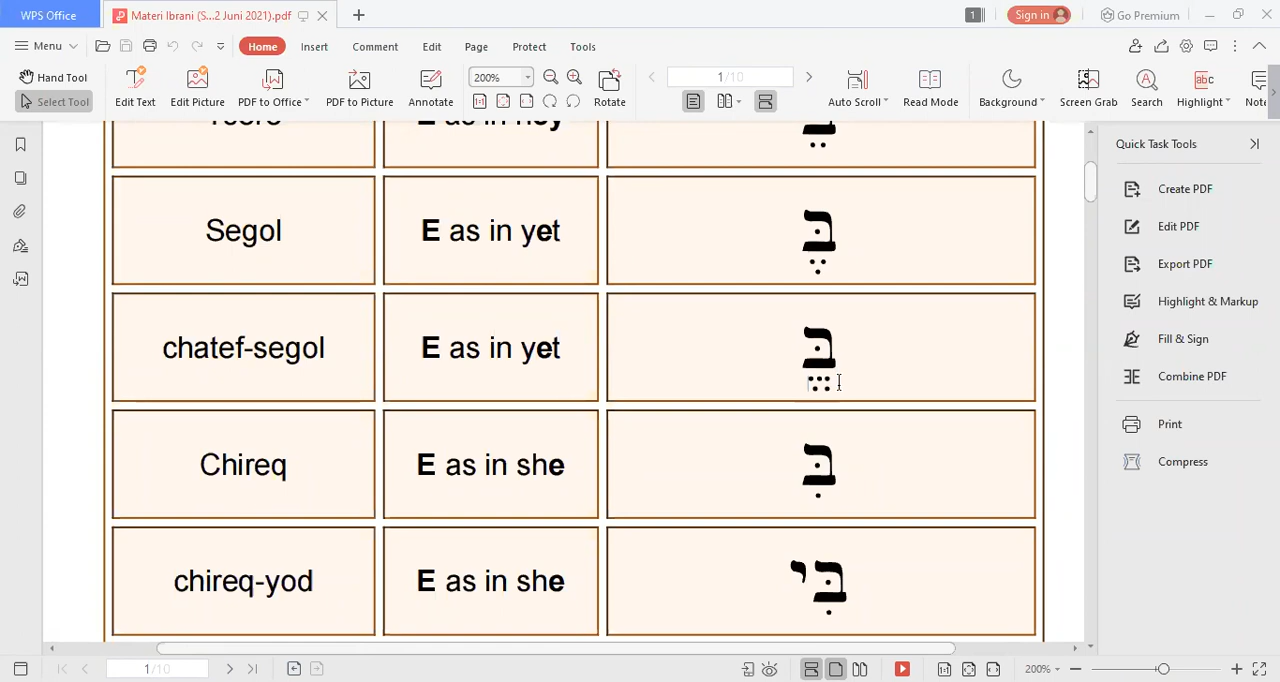 WPS Office
Materi Ibrani (S...2 Juni 2021).pdf
1
Sign in
Go Premium
Menu
Home
Insert
Comment
Edit
Page
Protect
Tools
Hand Tool
Select Tool
Edit Text
Edit Picture
PDF to Office
PDF to Picture
Annotate
200%
Rotate
1/10
Auto Scroll
Read Mode
Background
Screen Grab
Search
Highlight
Note
Quick Task Tools
Create PDF
Edit PDF
Export PDF
Highlight & Markup
Fill & Sign
Combine PDF
Print
Compress
בֵּ
Segol E as in yet בֶּ
chatef-segol E as in yet בֱּ
Chireq E as in she בִּ
chireq-yod E as in she בִּי
1/10
200%